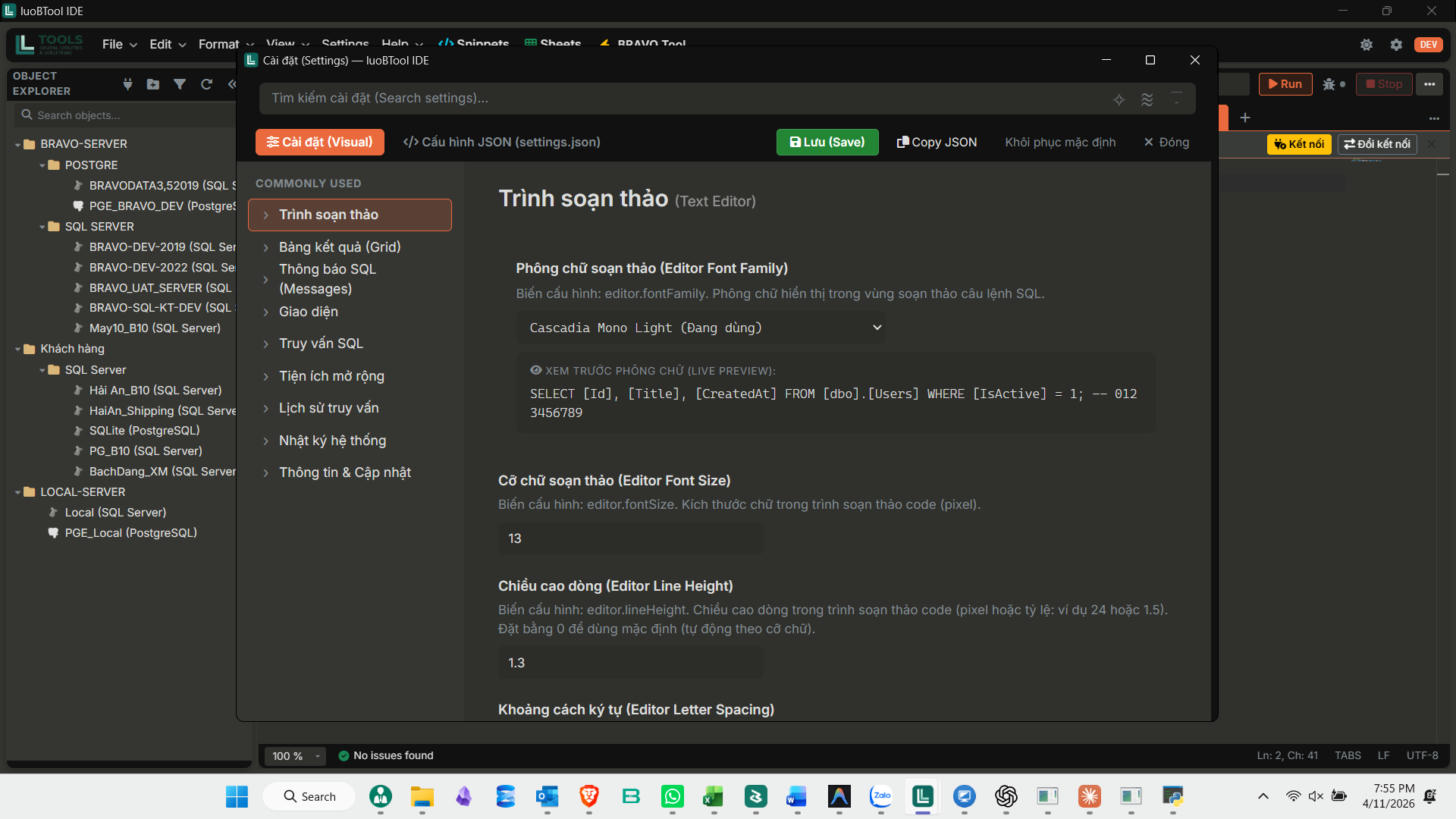 luoBTool IDE
TOOLS
File Edit Format View Settings Help </> Snippets Sheets BRAVO Tool
DEV
Cài đặt (Settings) — luoBTool IDE
OBJECT
EXPLORER
Search objects...
BRAVO-SERVER
POSTGRE
BRAVODATA3,52019 (SQL S
PGE_BRAVO_DEV (PostgreS
SQL SERVER
BRAVO-DEV-2019 (SQL Ser
BRAVO-DEV-2022 (SQL Se
BRAVO_UAT_SERVER (SQL
BRAVO-SQL-KT-DEV (SQL S
May10_B10 (SQL Server)
Khách hàng
SQL Server
Hải An_B10 (SQL Server)
HaiAn_Shipping (SQL Serve
SQLite (PostgreSQL)
PG_B10 (SQL Server)
BachDang_XM (SQL Server
LOCAL-SERVER
Local (SQL Server)
PGE_Local (PostgreSQL)
Tìm kiếm cài đặt (Search settings)...
Cài đặt (Visual) </> Cấu hình JSON (settings.json) Lưu (Save) Copy JSON Khôi phục mặc định × Đóng
COMMONLY USED
Trình soạn thảo
Bảng kết quả (Grid)
Thông báo SQL
(Messages)
Giao diện
Truy vấn SQL
Tiện ích mở rộng
Lịch sử truy vấn
Nhật ký hệ thống
Thông tin & Cập nhật
Trình soạn thảo (Text Editor)
Phông chữ soạn thảo (Editor Font Family)
Biến cấu hình: editor.fontFamily. Phông chữ hiển thị trong vùng soạn thảo câu lệnh SQL.
Cascadia Mono Light (Đang dùng)
XEM TRƯỚC PHÔNG CHỮ (LIVE PREVIEW):
SELECT [Id], [Title], [CreatedAt] FROM [dbo].[Users] WHERE [IsActive] = 1; -- 012
3456789
Cỡ chữ soạn thảo (Editor Font Size)
Biến cấu hình: editor.fontSize. Kích thước chữ trong trình soạn thảo code (pixel).
13
Chiều cao dòng (Editor Line Height)
Biến cấu hình: editor.lineHeight. Chiều cao dòng trong trình soạn thảo code (pixel hoặc tỷ lệ: ví dụ 24 hoặc 1.5).
Đặt bằng 0 để dùng mặc định (tự động theo cỡ chữ).
1.3
Khoảng cách ký tự (Editor Letter Spacing)
Run Stop
Kết nối Đổi kết nối
100 % No issues found Ln: 2, Ch: 41 TABS LF UTF-8
Search
Zalo
7:55 PM
4/11/2026